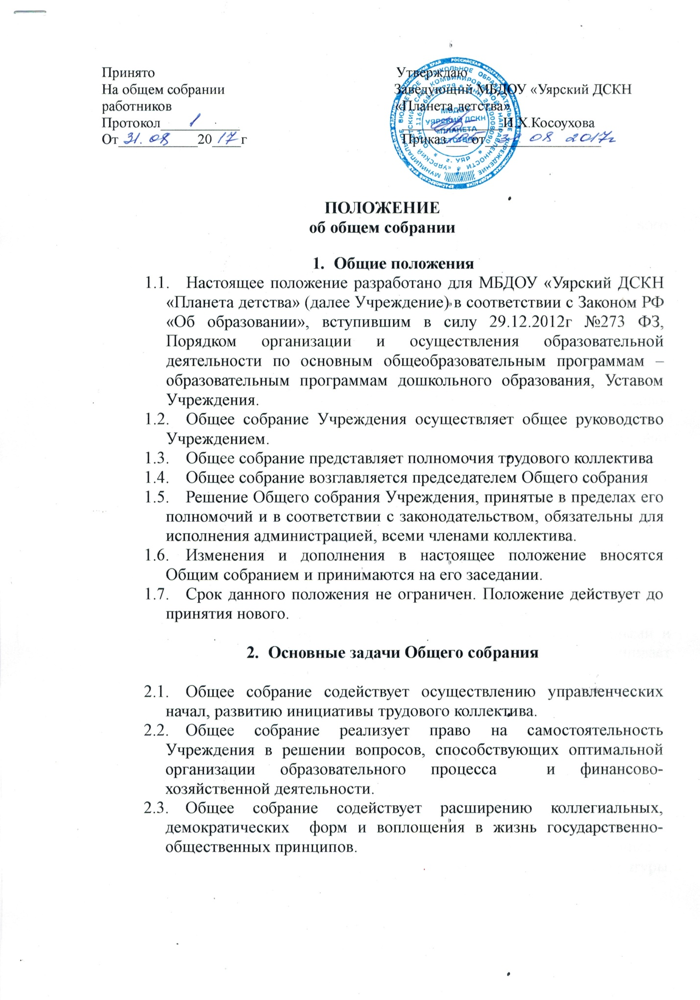 Принято
На общем собрании
работников
Протокол 1
От 31. 08 2017 г
Утверждаю
Заведующий МБДОУ «Уярский ДСКН
«Планета детства»
И.Х.Косоухова
Приказ от 31 08 2017г
МБДОУ
УЯРСКИЙ ДСКН
«ПЛАНЕТА
ДЕТСТВА»
г. УЯР
ПОЛОЖЕНИЕ
об общем собрании
1. Общие положения
1.1. Настоящее положение разработано для МБДОУ «Уярский ДСКН
«Планета детства» (далее Учреждение) в соответствии с Законом РФ
«Об образовании», вступившим в силу 29.12.2012г №273 ФЗ,
Порядком организации и осуществления образовательной
деятельности по основным общеобразовательным программам –
образовательным программам дошкольного образования, Уставом
Учреждения.
1.2. Общее собрание Учреждения осуществляет общее руководство
Учреждением.
1.3. Общее собрание представляет полномочия трудового коллектива
1.4. Общее собрание возглавляется председателем Общего собрания
1.5. Решение Общего собрания Учреждения, принятые в пределах его
полномочий и в соответствии с законодательством, обязательны для
исполнения администрацией, всеми членами коллектива.
1.6. Изменения и дополнения в настоящее положение вносятся
Общим собранием и принимаются на его заседании.
1.7. Срок данного положения не ограничен. Положение действует до
принятия нового.
2. Основные задачи Общего собрания
2.1. Общее собрание содействует осуществлению управленческих
начал, развитию инициативы трудового коллектива.
2.2. Общее собрание реализует право на самостоятельность
Учреждения в решении вопросов, способствующих оптимальной
организации образовательного процесса и финансово-
хозяйственной деятельности.
2.3. Общее собрание содействует расширению коллегиальных,
демократических форм и воплощения в жизнь государственно-
общественных принципов.